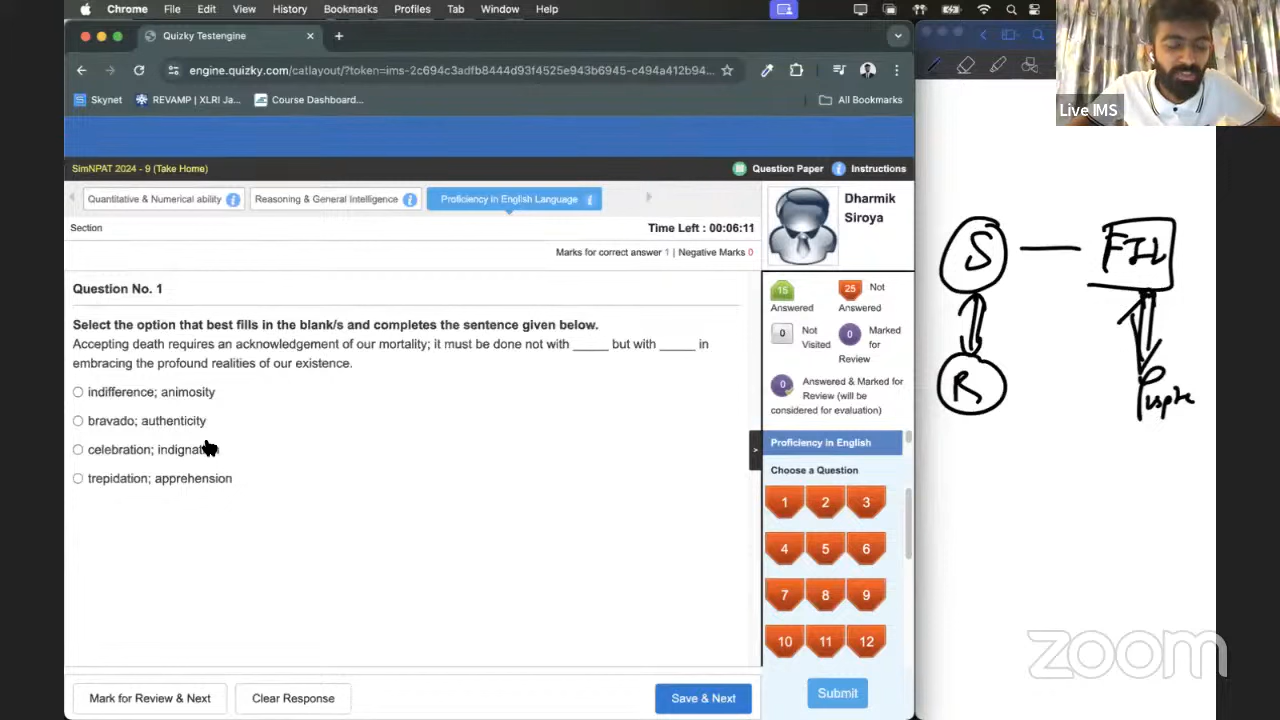 Chrome File Edit View History Bookmarks Profiles Tab Window Help
Quizky Testengine
engine.quizky.com/catlayout/?token=ims-2c694c3adfb8444d93f4525e943b6945-c494a412b94...
Skynet REVAMP | XLRI Ja... Course Dashboard... All Bookmarks
Live IMS
SimNPAT 2024 - 9 (Take Home)
Question Paper Instructions
Quantitative & Numerical ability Reasoning & General Intelligence Proficiency in English Language
Section
Time Left : 00:06:11
Marks for correct answer 1 | Negative Marks 0
Question No. 1
Select the option that best fills in the blank/s and completes the sentence given below.
Accepting death requires an acknowledgement of our mortality; it must be done not with _____ but with _____ in
embracing the profound realities of our existence.
indifference; animosity
bravado; authenticity
celebration;
trepidation; apprehension
Mark for Review & Next Clear Response Save & Next
Dharmik
Siroya
15 Answered
25 Not Answered
0 Not Visited
0 Marked for Review
0 Answered & Marked for
Review (will be
considered for evaluation)
Proficiency in English
Choose a Question
1 2 3
4 5 6
7 8 9
10 11 12
Submit
S FIL
R
zoom